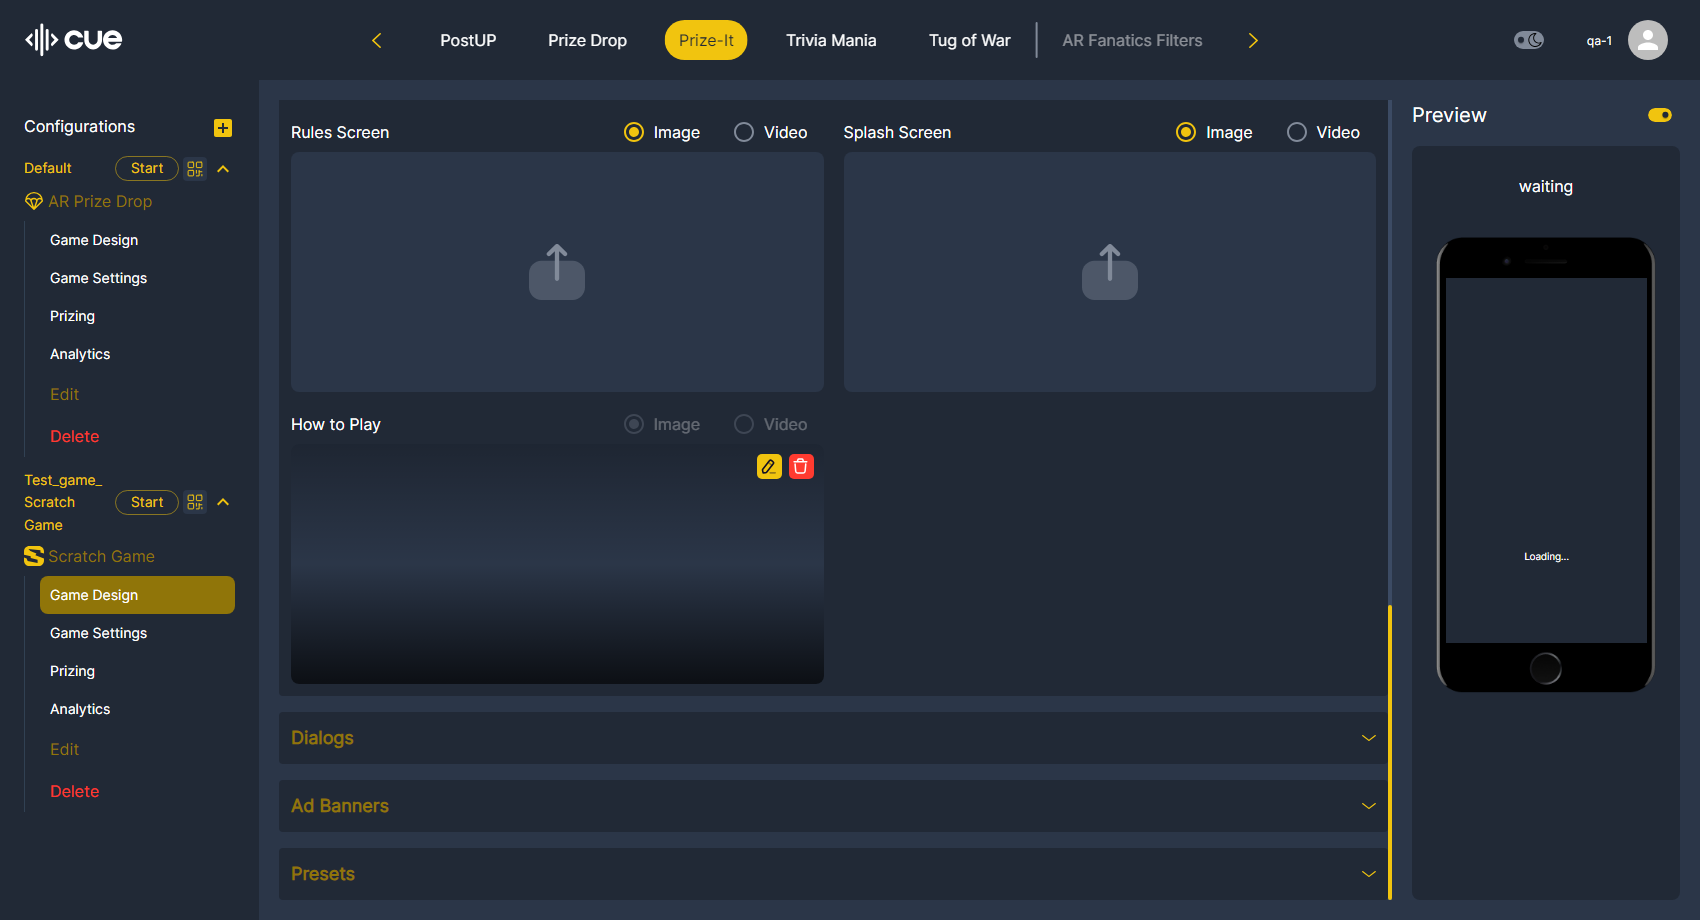 cue
PostUP
Prize Drop
Prize-It
Trivia Mania
Tug of War
AR Fanatics Filters
qa-1
Configurations
Default
Start
AR Prize Drop
Game Design
Game Settings
Prizing
Analytics
Edit
Delete
Test_game_
Scratch
Game
Start
Scratch Game
Game Design
Game Settings
Prizing
Analytics
Edit
Delete
Rules Screen
Image
Video
Splash Screen
Image
Video
How to Play
Image
Video
Dialogs
Ad Banners
Presets
Preview
waiting
Loading...